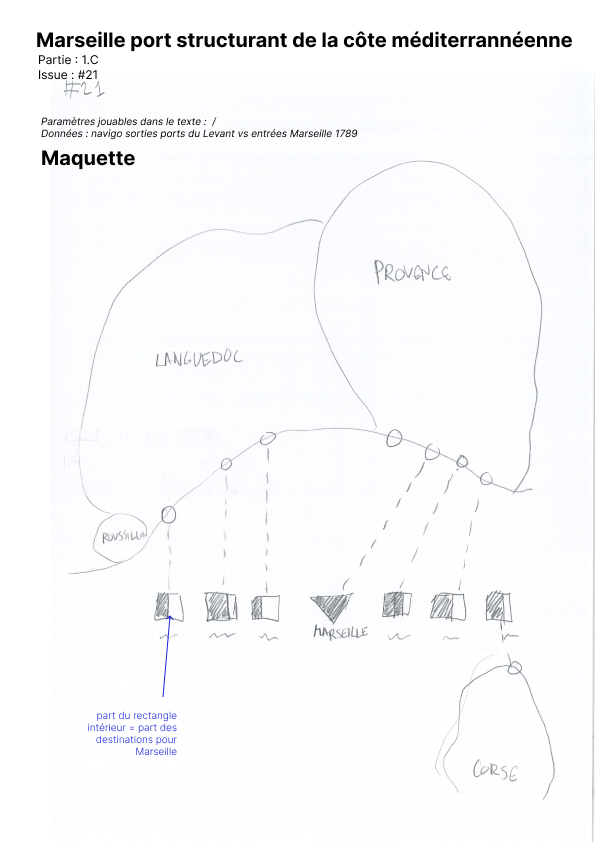 Marseille port structurant de la côte méditerrannéenne
Partie : 1.C
Issue : #21
#21
Paramètres jouables dans le texte : /
Données : navigo sorties ports du Levant vs entrées Marseille 1789
Maquette
PROVENCE
LANGUEDOC
ROUSSILLON
MARSEILLE
part du rectangle
intérieur = part des
destinations pour
Marseille
CORSE